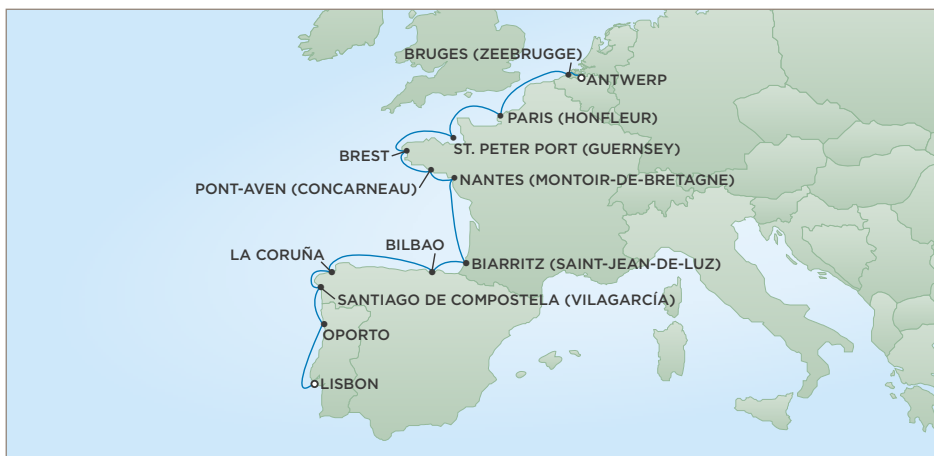 BRUGES (ZEEBRUGGE)
ANTWERP
PARIS (HONFLEUR)
ST. PETER PORT (GUERNSEY)
BREST
PONT-AVEN (CONCARNEAU)
NANTES (MONTOIR-DE-BRETAGNE)
BILBAO
LA CORUÑA
BIARRITZ (SAINT-JEAN-DE-LUZ)
SANTIAGO DE COMPOSTELA (VILAGARCÍA)
OPORTO
LISBON